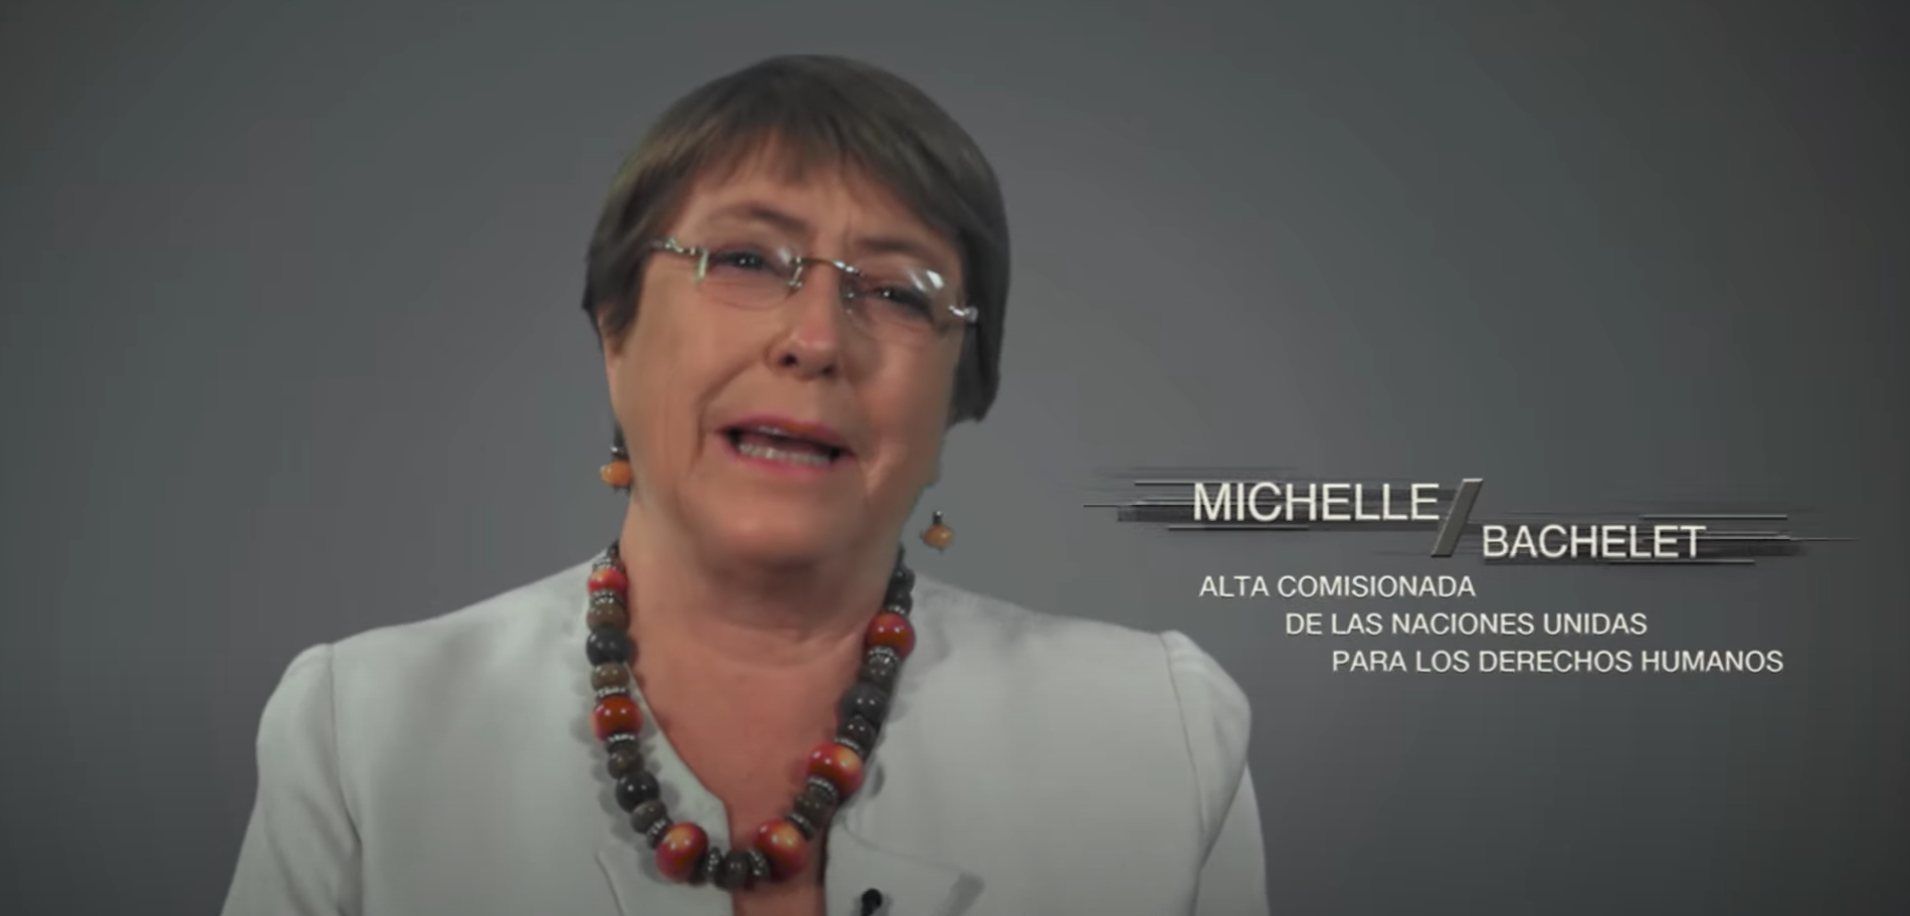 MICHELLE
BACHELET
ALTA COMISIONADA
DE LAS NACIONES UNIDAS
PARA LOS DERECHOS HUMANOS